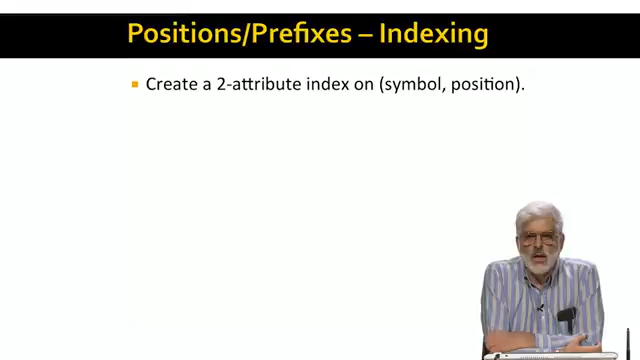 Positions/Prefixes – Indexing
Create a 2-attribute index on (symbol, position).